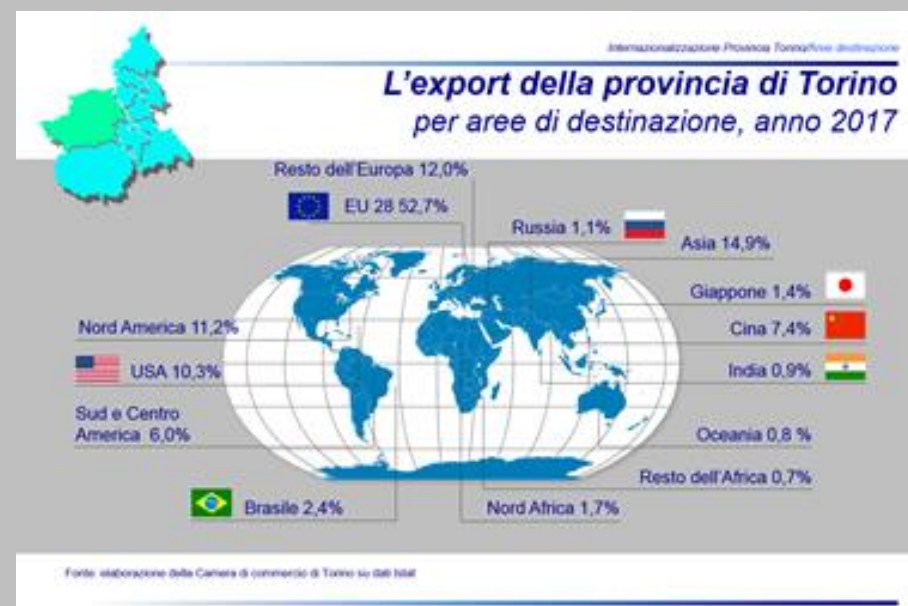 Internazionalizzazione Provincia Torino/Aree destinazione
L'export della provincia di Torino
per aree di destinazione, anno 2017
Resto dell'Europa 12,0%
EU 28 52,7%
Russia 1,1%
Asia 14,9%
Giappone 1,4%
Nord America 11,2%
Cina 7,4%
USA 10,3%
India 0,9%
Sud e Centro
America 6,0%
Oceania 0,8 %
Resto dell'Africa 0,7%
Brasile 2,4%
Nord Africa 1,7%
Fonte: elaborazione della Camera di commercio di Torino su dati Istat